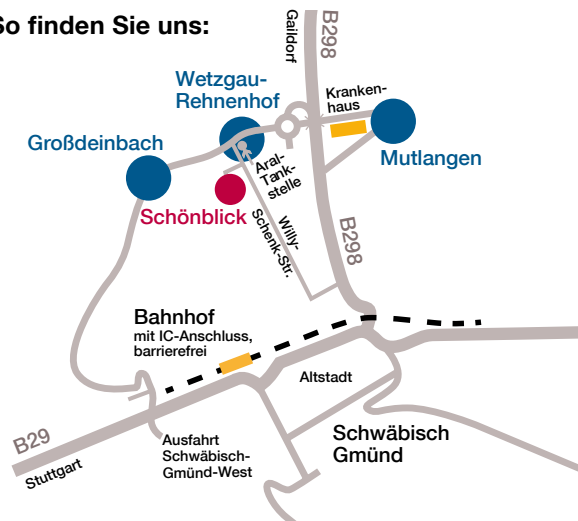 So finden Sie uns:
B298
Gaildorf
Wetzgau-
Rehnenhof
Kranken-
haus
Großdeinbach
Mutlangen
Aral-
Tank-
stelle
Schönblick
Willy-
Schenk-Str.
B298
Bahnhof
mit IC-Anschluss,
barrierefrei
Altstadt
B29
Stuttgart
Ausfahrt
Schwäbisch-
Gmünd-West
Schwäbisch
Gmünd